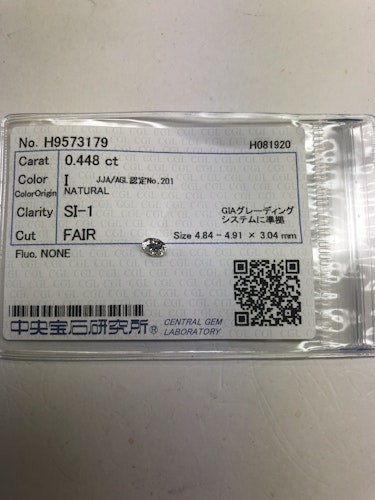 No. H9573179 H081920
Carat 0.448 ct
Color I JJA/AGL認定No.201
ColorOrigin NATURAL
Clarity SI-1 GIAグレーディング
システムに準拠
Cut FAIR Size 4.84 - 4.91 × 3.04 mm
Fluo. NONE
中央宝石研究所® CENTRAL GEM
LABORATORY